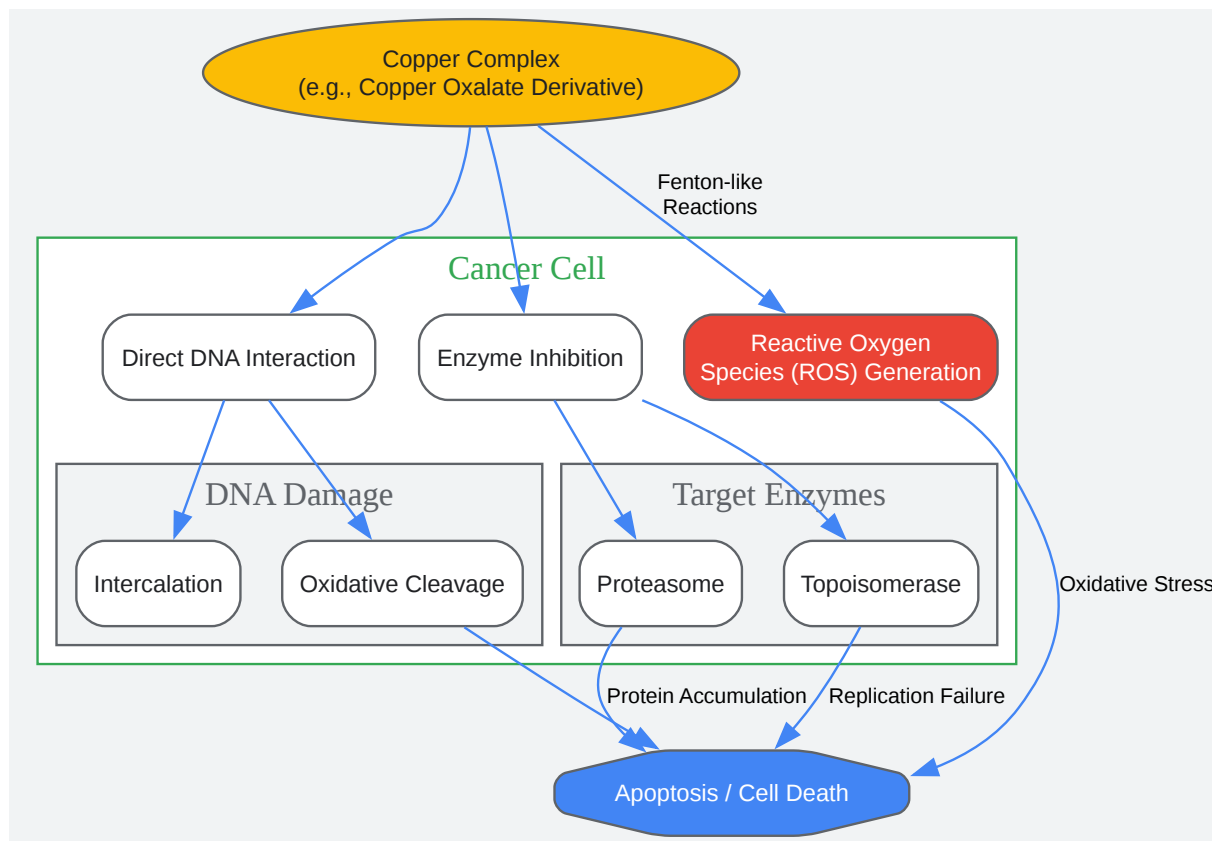 Copper Complex
(e.g., Copper Oxalate Derivative)
Fenton-like
Reactions
Cancer Cell
Direct DNA Interaction
Enzyme Inhibition
Reactive Oxygen
Species (ROS) Generation
DNA Damage
Target Enzymes
Intercalation
Oxidative Cleavage
Proteasome
Topoisomerase
Oxidative Stress
Protein Accumulation
Replication Failure
Apoptosis / Cell Death